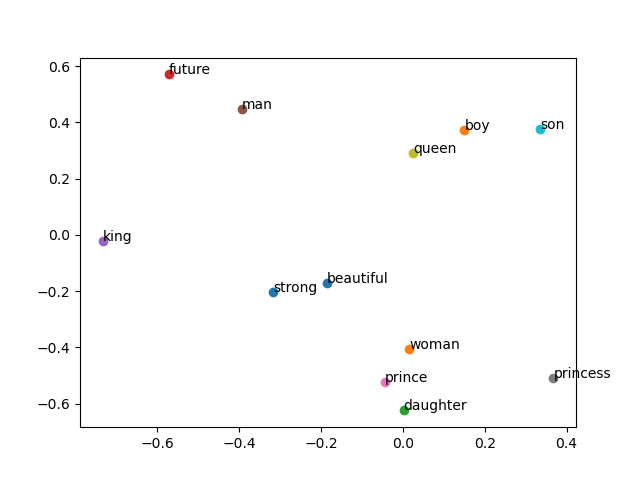 0.6
0.4
0.2
0.0
−0.2
−0.4
−0.6
future
man
boy
son
queen
king
beautiful
strong
woman
princess
prince
daughter
−0.6 −0.4 −0.2 0.0 0.2 0.4